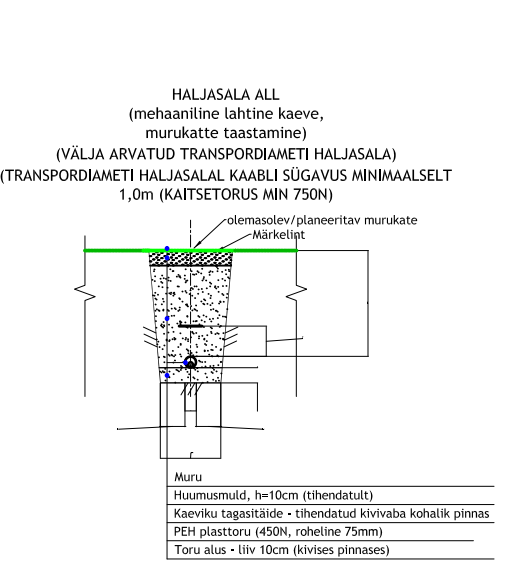 HALJASALA ALL
(mehaaniline lahtine kaeve,
murukatte taastamine)
(VÄLJA ARVATUD TRANSPORDIAMETI HALJASALA)
(TRANSPORDIAMETI HALJASALAL KAABLI SÜGAVUS MINIMAALSELT
1,0m (KAITSETORUS MIN 750N)
olemasolev/planeeritav murukate
Märkelint
Muru
Huumusmuld, h=10cm (tihendatult)
Kaeviku tagasitäide - tihendatud kivivaba kohalik pinnas
PEH plasttoru (450N, roheline 75mm)
Toru alus - liiv 10cm (kivises pinnases)